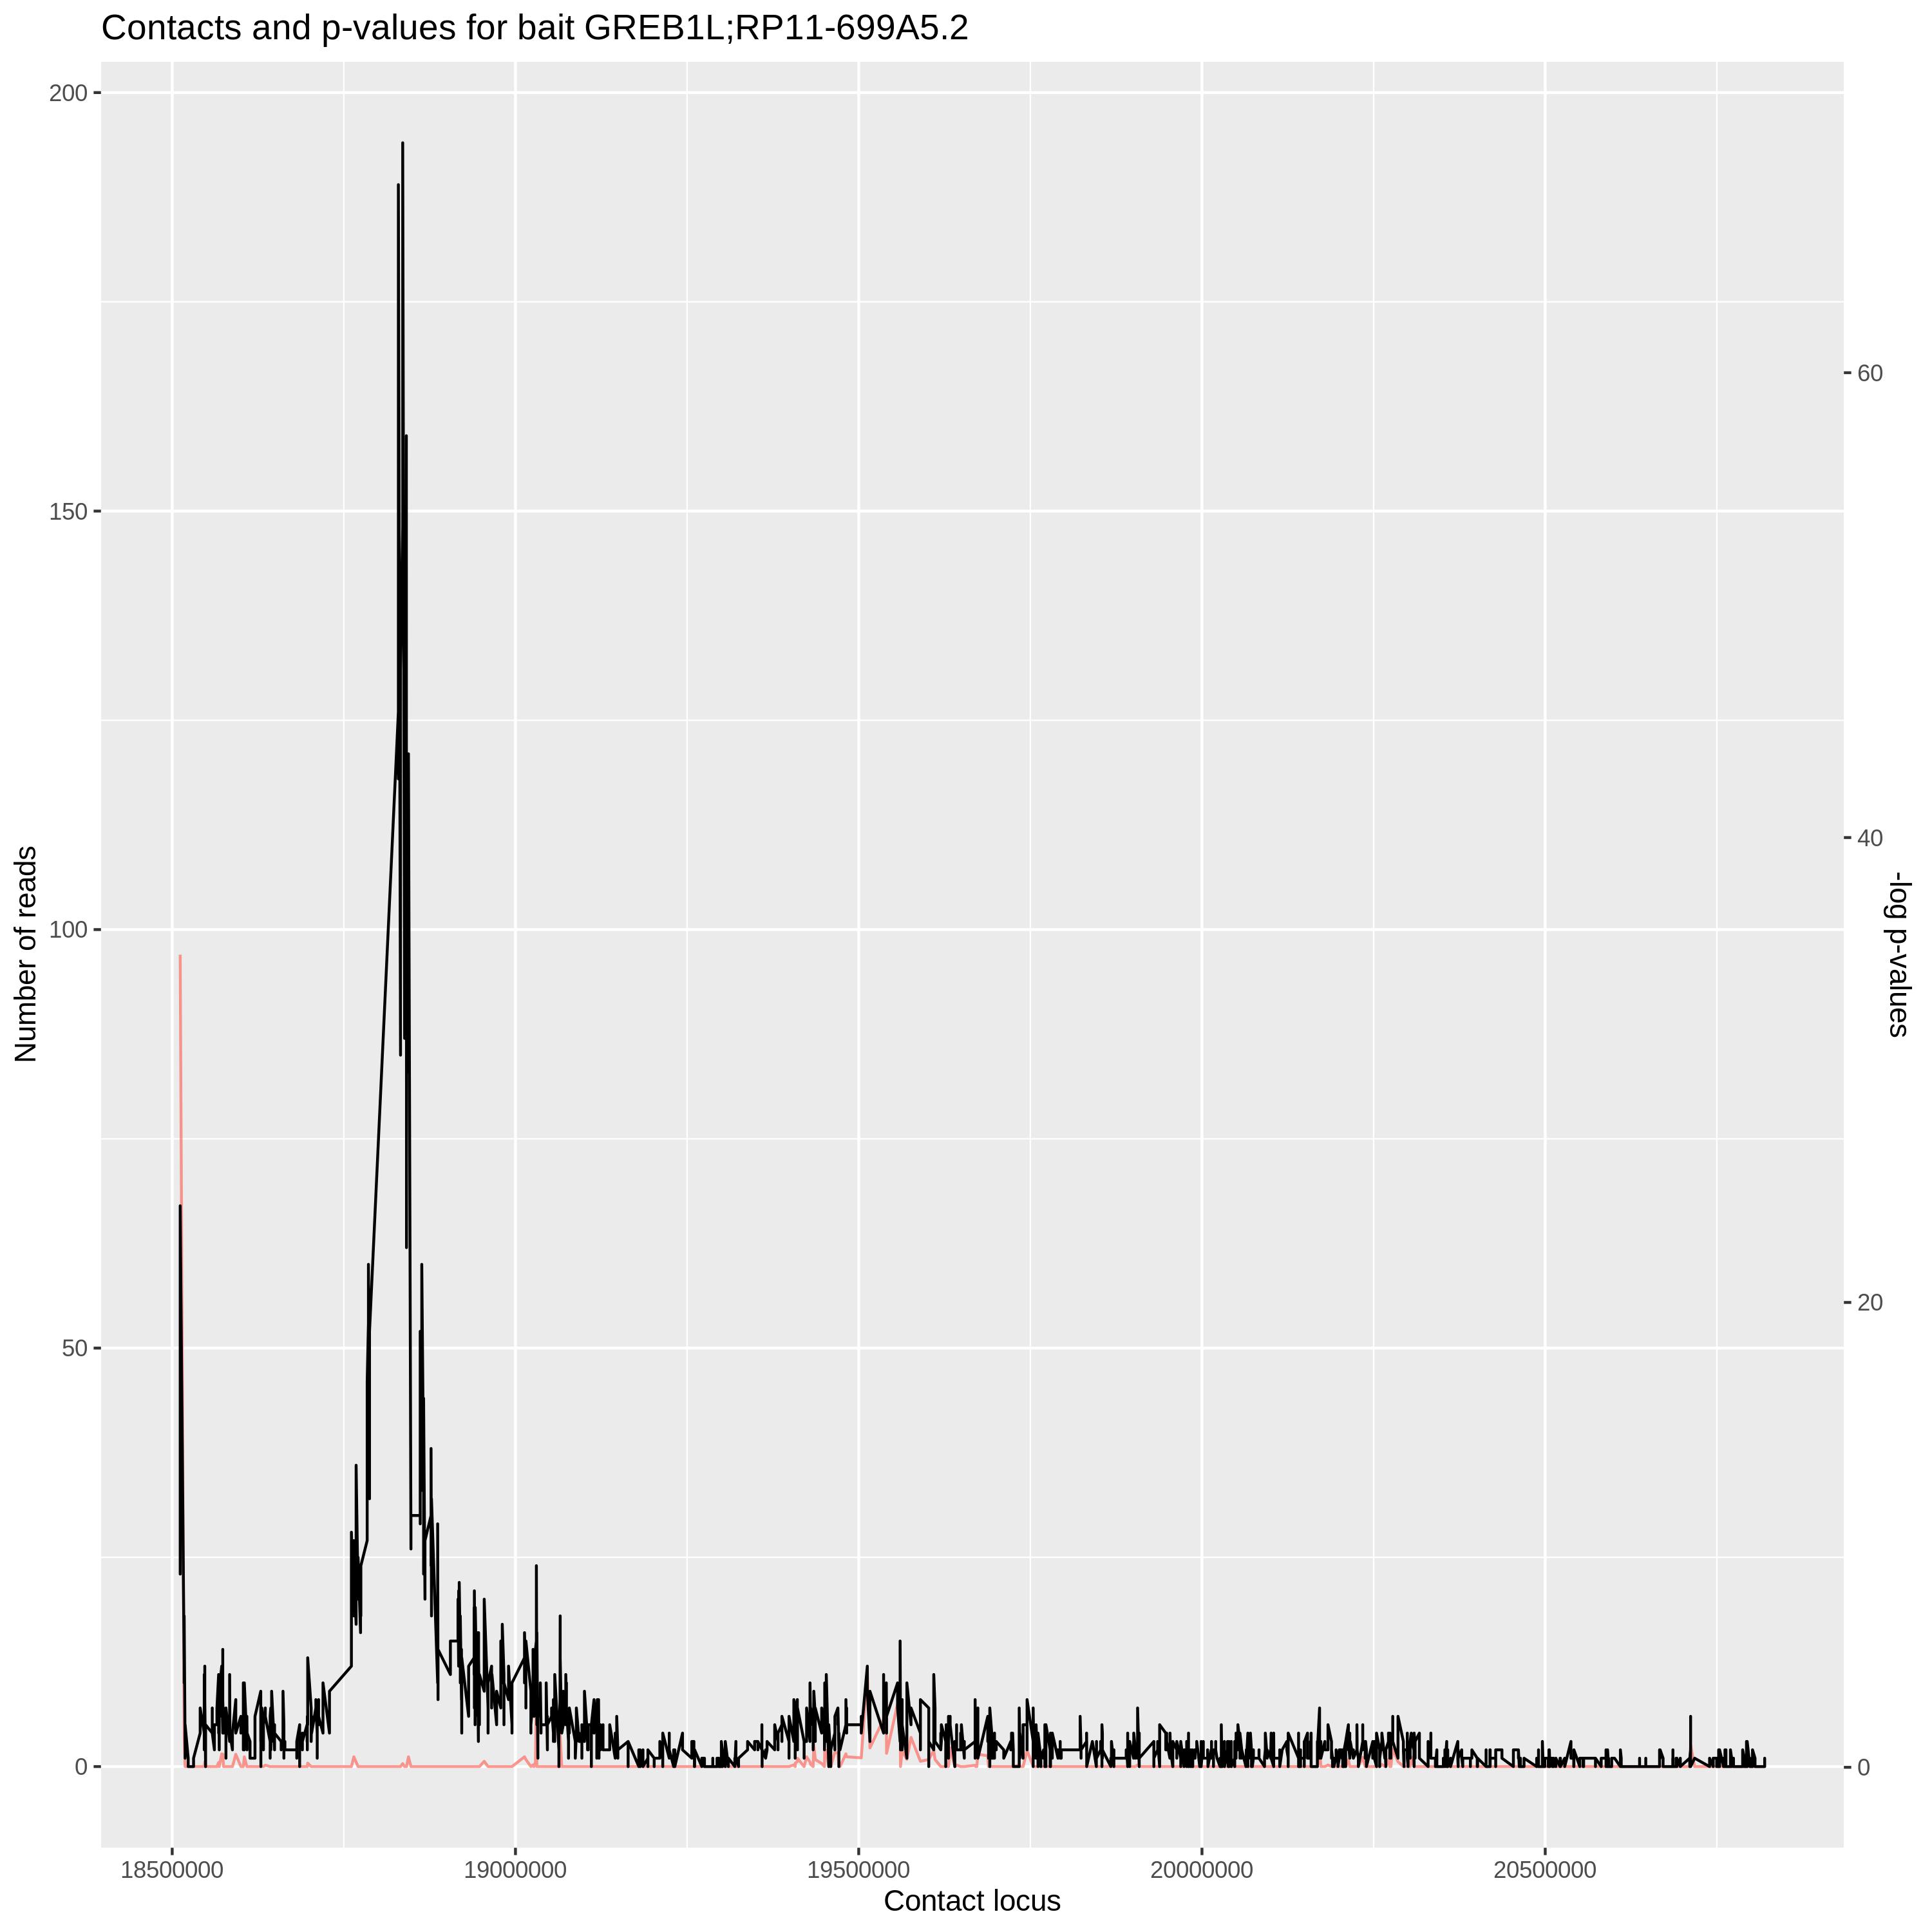 Contacts and p-values for bait GREB1L;RP11-699A5.2
200
150
100
50
0
Number of reads
60
40
20
0
-log p-values
18500000 19000000 19500000 20000000 20500000
Contact locus